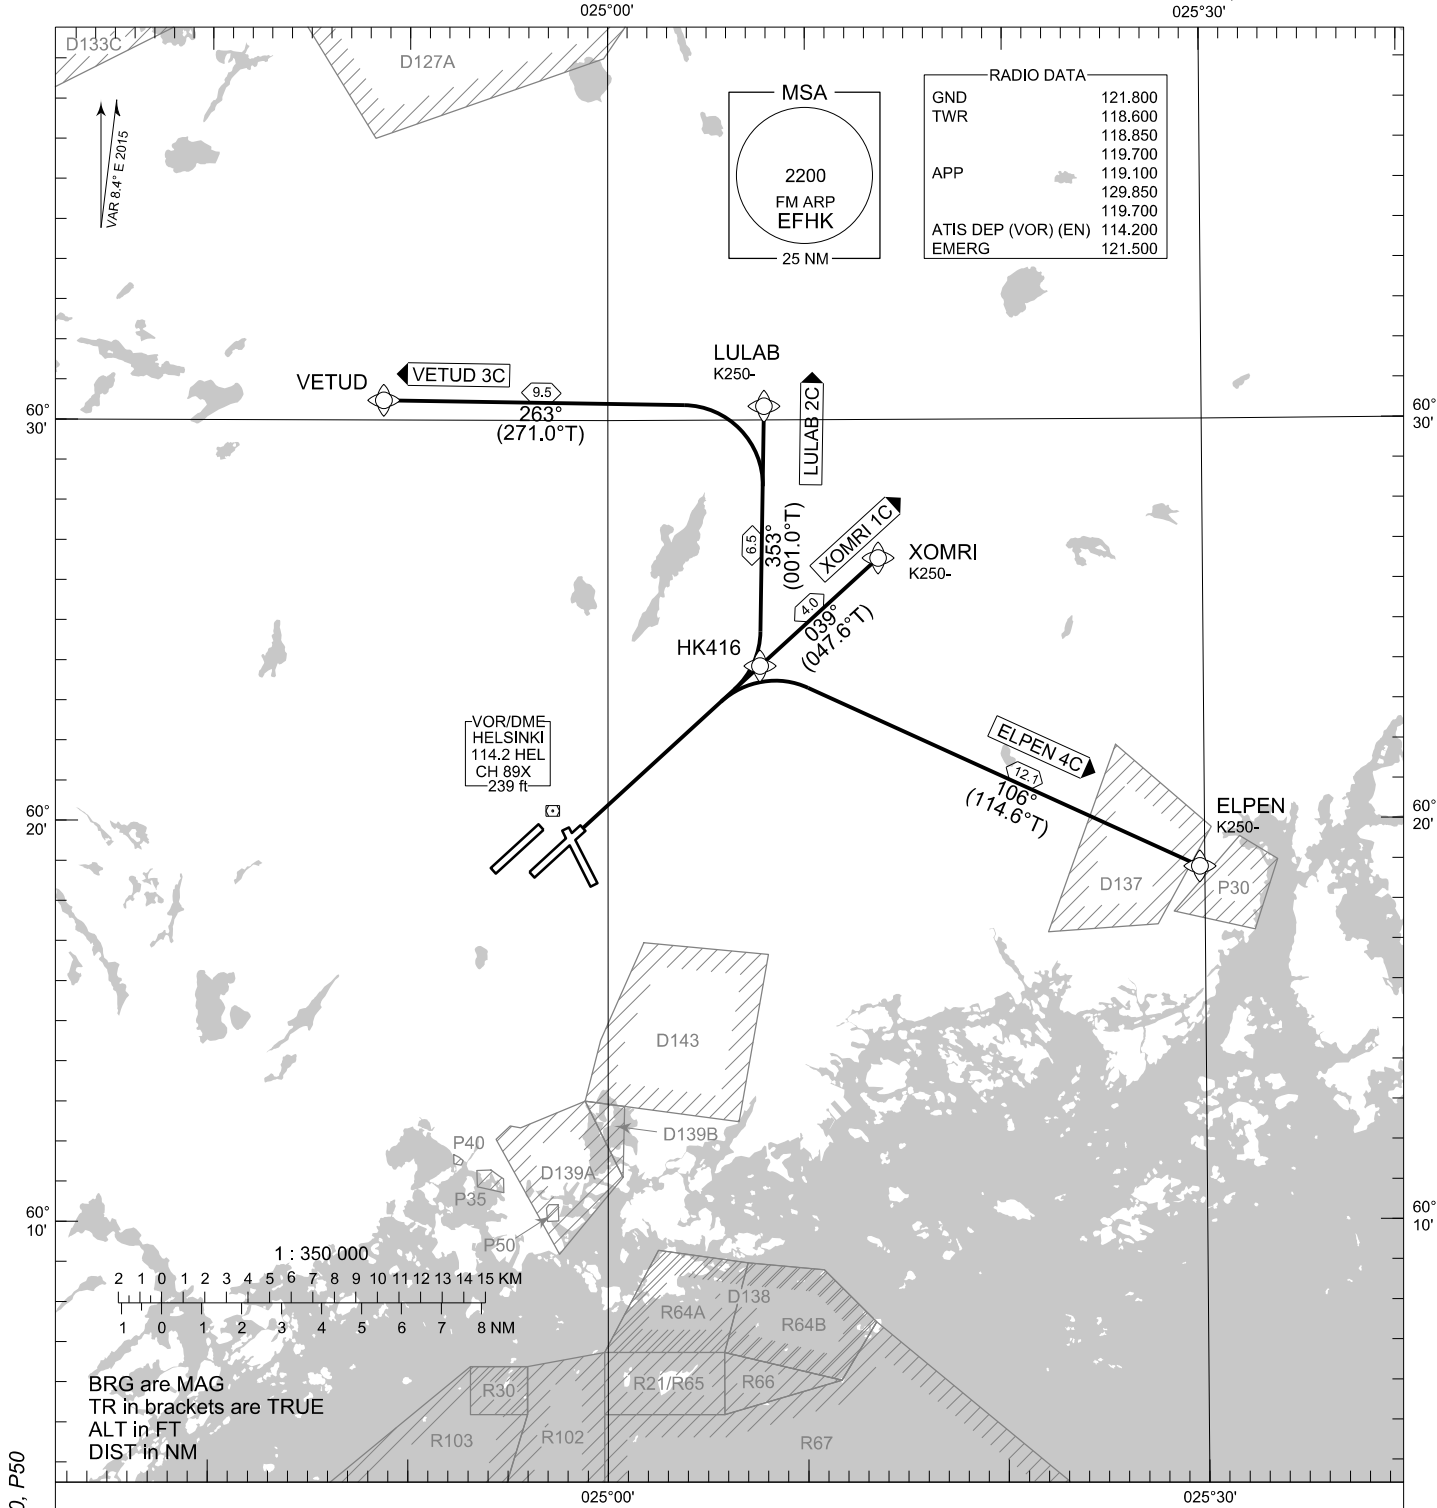 025°00'
025°30'
D133C
D127A
VAR 8.4° E 2015
MSA
2200
FM ARP
EFHK
25 NM
RADIO DATA
GND 121.800
TWR 118.600
118.850
119.700
APP 119.100
129.850
119.700
ATIS DEP (VOR) (EN) 114.200
EMERG 121.500
LULAB
K250-
VETUD
VETUD 3C
9.5
263°
(271.0°T)
LULAB 2C
60°
30'
60°
30'
6.5
353°
(001.0°T)
XOMRI 1C
XOMRI
K250-
4.0
039°
(047.6°T)
HK416
VOR/DME
HELSINKI
114.2 HEL
CH 89X
239 ft
ELPEN 4C
12.1
106°
(114.6°T)
ELPEN
K250-
60°
20'
60°
20'
D137
P30
D143
D139B
P40
D139A
P35
P50
60°
10'
60°
10'
1 : 350 000
2 1 0 1 2 3 4 5 6 7 8 9 10 11 12 13 14 15 KM
1 0 1 2 3 4 5 6 7 8 NM
D138
R64A
R64B
BRG are MAG
TR in brackets are TRUE
ALT in FT
DIST in NM
R30
R21/R65
R66
R103
R102
R67
, P50
025°00'
025°30'